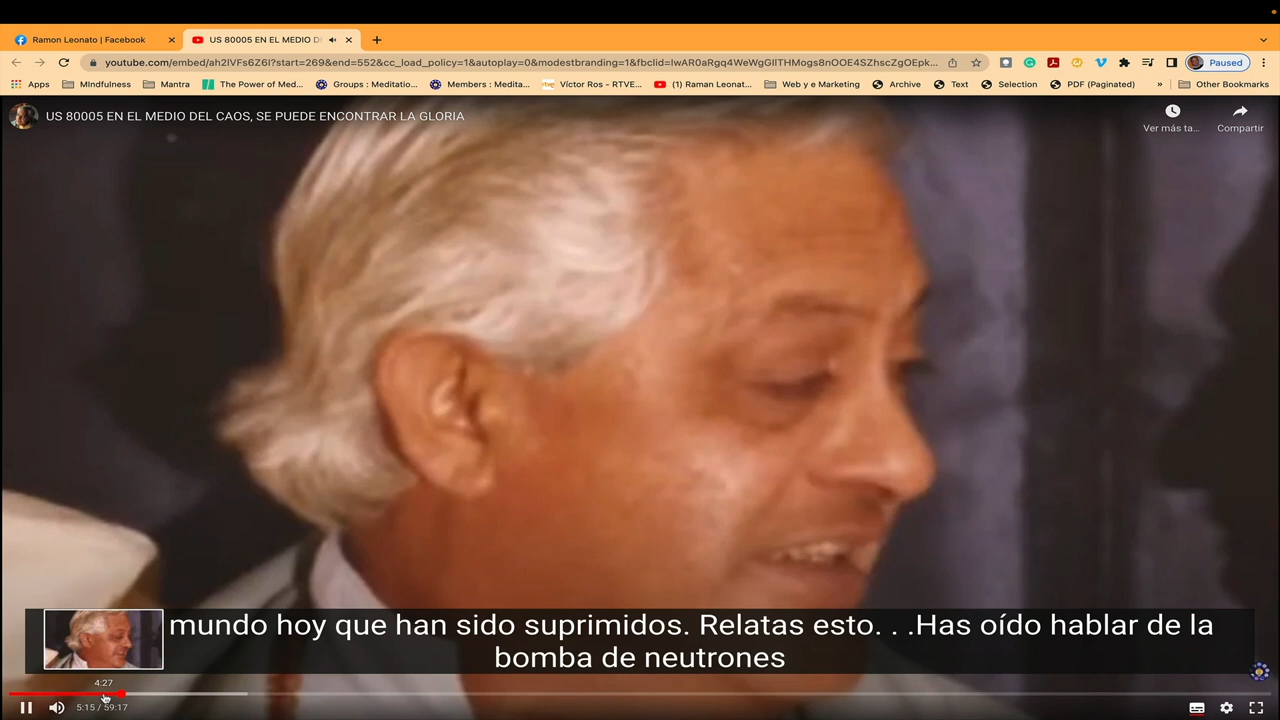 Ramon Leonato | Facebook
US 80005 EN EL MEDIO D
youtube.com/embed/ah2lVFs6Z6I?start=269&end=552&cc_load_policy=1&autoplay=0&modestbranding=1&fbclid=IwAR0aRgq4WeWgGIlTHMogs8nOOE4SZhscZgOEpk...
Paused
Apps
MIndfulness
Mantra
The Power of Med...
Groups : Meditatio...
Members : Medita...
Víctor Ros - RTVE...
(1) Raman Leonat...
Web y e Marketing
Archive
Text
Selection
PDF (Paginated)
»
Other Bookmarks
US 80005 EN EL MEDIO DEL CAOS, SE PUEDE ENCONTRAR LA GLORIA
Ver más ta...
Compartir
mundo hoy que han sido suprimidos. Relatas esto. . .Has oído hablar de la
bomba de neutrones
4:27
5:15 / 59:17